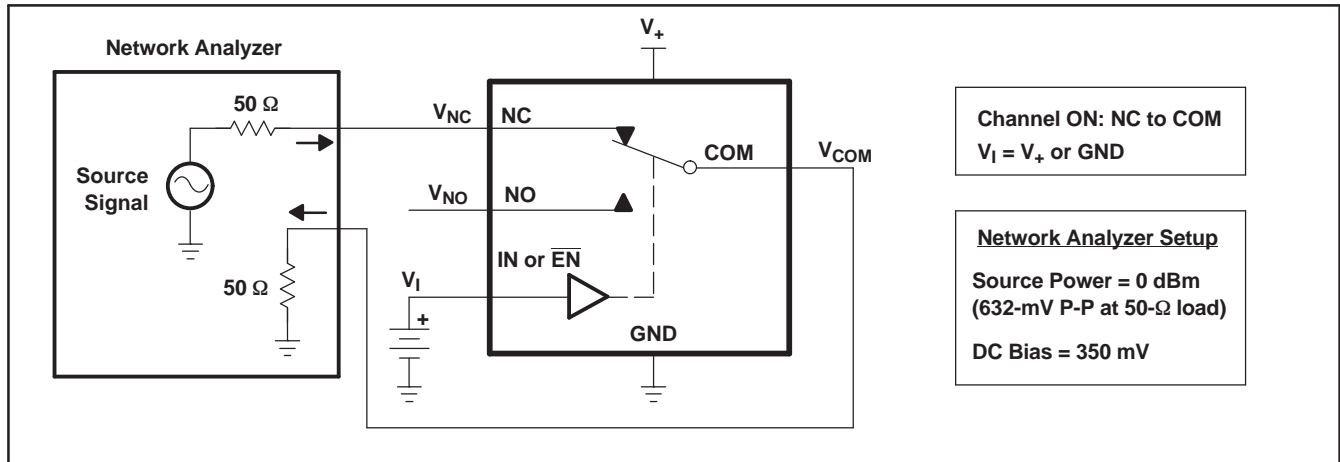 V+
Network Analyzer
50 Ω
VNC
NC
COM
VCOM
Source
Signal
VNO
NO
IN or E̅N̅
50 Ω
VI
+
GND
Channel ON: NC to COM
VI = V+ or GND
Network Analyzer Setup
Source Power = 0 dBm
(632-mV P-P at 50-Ω load)
DC Bias = 350 mV